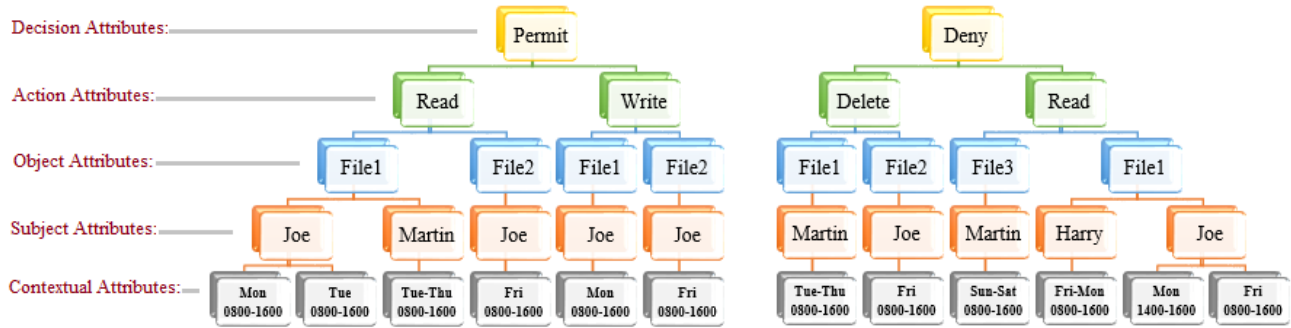 Decision Attributes:
Permit
Deny
Action Attributes:
Read
Write
Delete
Read
Object Attributes:
File1
File2
File1
File2
File1
File2
File3
File1
Subject Attributes:
Joe
Martin
Joe
Joe
Joe
Martin
Joe
Martin
Harry
Joe
Contextual Attributes:
Mon
0800-1600
Tue
0800-1600
Tue-Thu
0800-1600
Fri
0800-1600
Mon
0800-1600
Fri
0800-1600
Tue-Thu
0800-1600
Fri
0800-1600
Sun-Sat
0800-1600
Fri-Mon
0800-1600
Mon
1400-1600
Fri
0800-1600